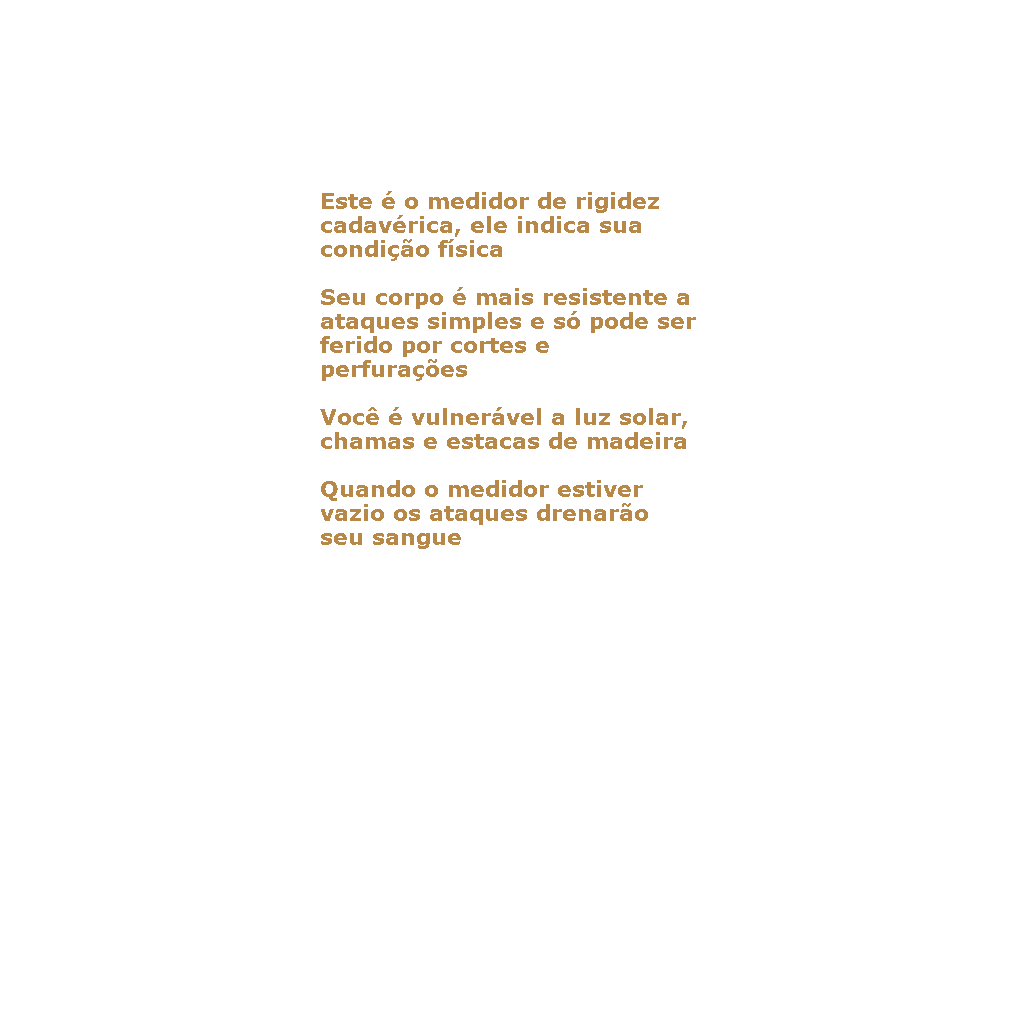 Este é o medidor de rigidez
cadavérica, ele indica sua
condição física
Seu corpo é mais resistente a
ataques simples e só pode ser
ferido por cortes e
perfurações
Você é vulnerável a luz solar,
chamas e estacas de madeira
Quando o medidor estiver
vazio os ataques drenarão
seu sangue